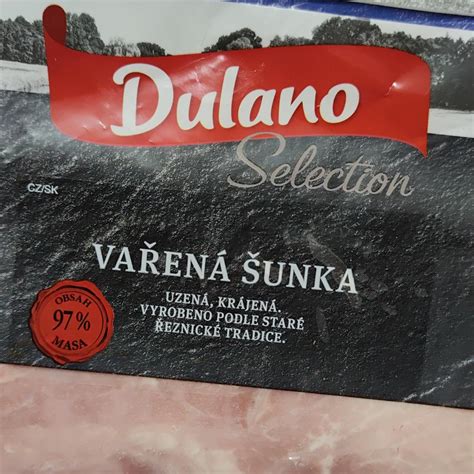 Dulano
Selection
CZ/SK
VAŘENÁ ŠUNKA
UZENÁ, KRÁJENÁ.
VYROBENO PODLE STARÉ
ŘEZNICKÉ TRADICE.
OBSAH
97%
MASA